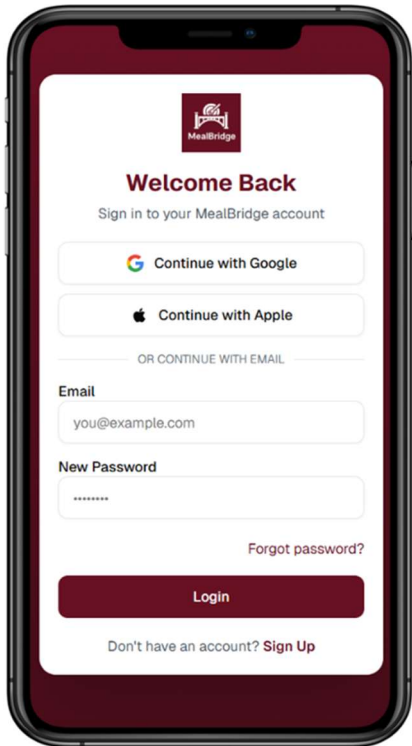 MealBridge
Welcome Back
Sign in to your MealBridge account
Continue with Google
Continue with Apple
OR CONTINUE WITH EMAIL
Email
you@example.com
New Password
••••••••
Forgot password?
Login
Don't have an account? Sign Up